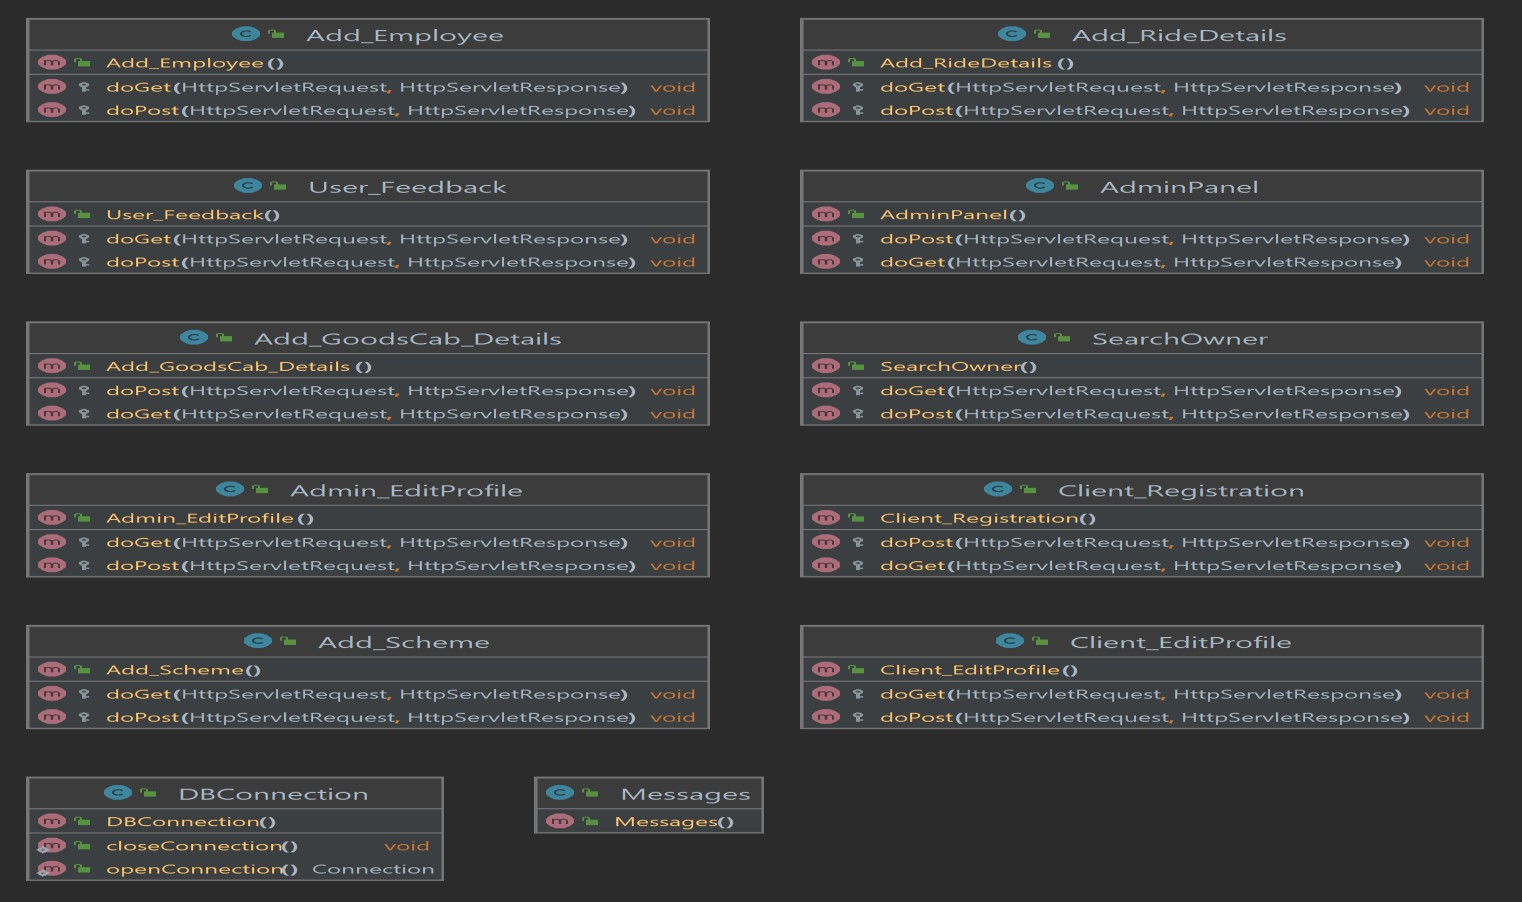 Add_Employee
Add_Employee()
doGet(HttpServletRequest, HttpServletResponse) void
doPost(HttpServletRequest, HttpServletResponse) void
Add_RideDetails
Add_RideDetails()
doGet(HttpServletRequest, HttpServletResponse) void
doPost(HttpServletRequest, HttpServletResponse) void
User_Feedback
User_Feedback()
doGet(HttpServletRequest, HttpServletResponse) void
doPost(HttpServletRequest, HttpServletResponse) void
AdminPanel
AdminPanel()
doPost(HttpServletRequest, HttpServletResponse) void
doGet(HttpServletRequest, HttpServletResponse) void
Add_GoodsCab_Details
Add_GoodsCab_Details()
doPost(HttpServletRequest, HttpServletResponse) void
doGet(HttpServletRequest, HttpServletResponse) void
SearchOwner
SearchOwner()
doGet(HttpServletRequest, HttpServletResponse) void
doPost(HttpServletRequest, HttpServletResponse) void
Admin_EditProfile
Admin_EditProfile()
doGet(HttpServletRequest, HttpServletResponse) void
doPost(HttpServletRequest, HttpServletResponse) void
Client_Registration
Client_Registration()
doPost(HttpServletRequest, HttpServletResponse) void
doGet(HttpServletRequest, HttpServletResponse) void
Add_Scheme
Add_Scheme()
doGet(HttpServletRequest, HttpServletResponse) void
doPost(HttpServletRequest, HttpServletResponse) void
Client_EditProfile
Client_EditProfile()
doGet(HttpServletRequest, HttpServletResponse) void
doPost(HttpServletRequest, HttpServletResponse) void
DBConnection
DBConnection()
closeConnection() void
openConnection() Connection
Messages
Messages()